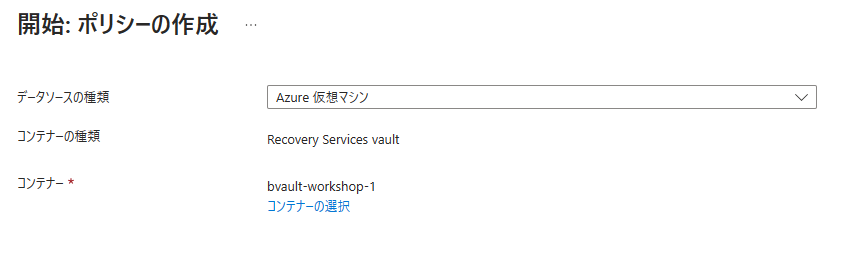 開始: ポリシーの作成 …
データソースの種類 Azure 仮想マシン
コンテナーの種類 Recovery Services vault
コンテナー * bvault-workshop-1
コンテナーの選択